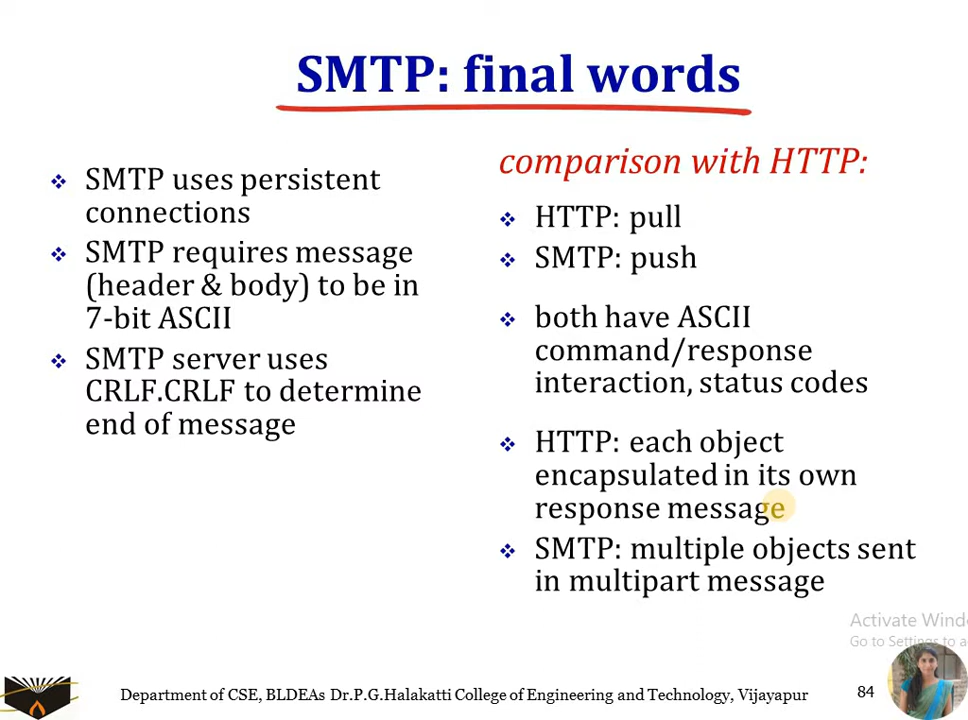 SMTP: final words
❖ SMTP uses persistent
connections
❖ SMTP requires message
(header & body) to be in
7-bit ASCII
❖ SMTP server uses
CRLF.CRLF to determine
end of message
comparison with HTTP:
❖ HTTP: pull
❖ SMTP: push
❖ both have ASCII
command/response
interaction, status codes
❖ HTTP: each object
encapsulated in its own
response message
❖ SMTP: multiple objects sent
in multipart message
Activate Wind
Go to Settings to a
Department of CSE, BLDEAs Dr.P.G.Halakatti College of Engineering and Technology, Vijayapur
84